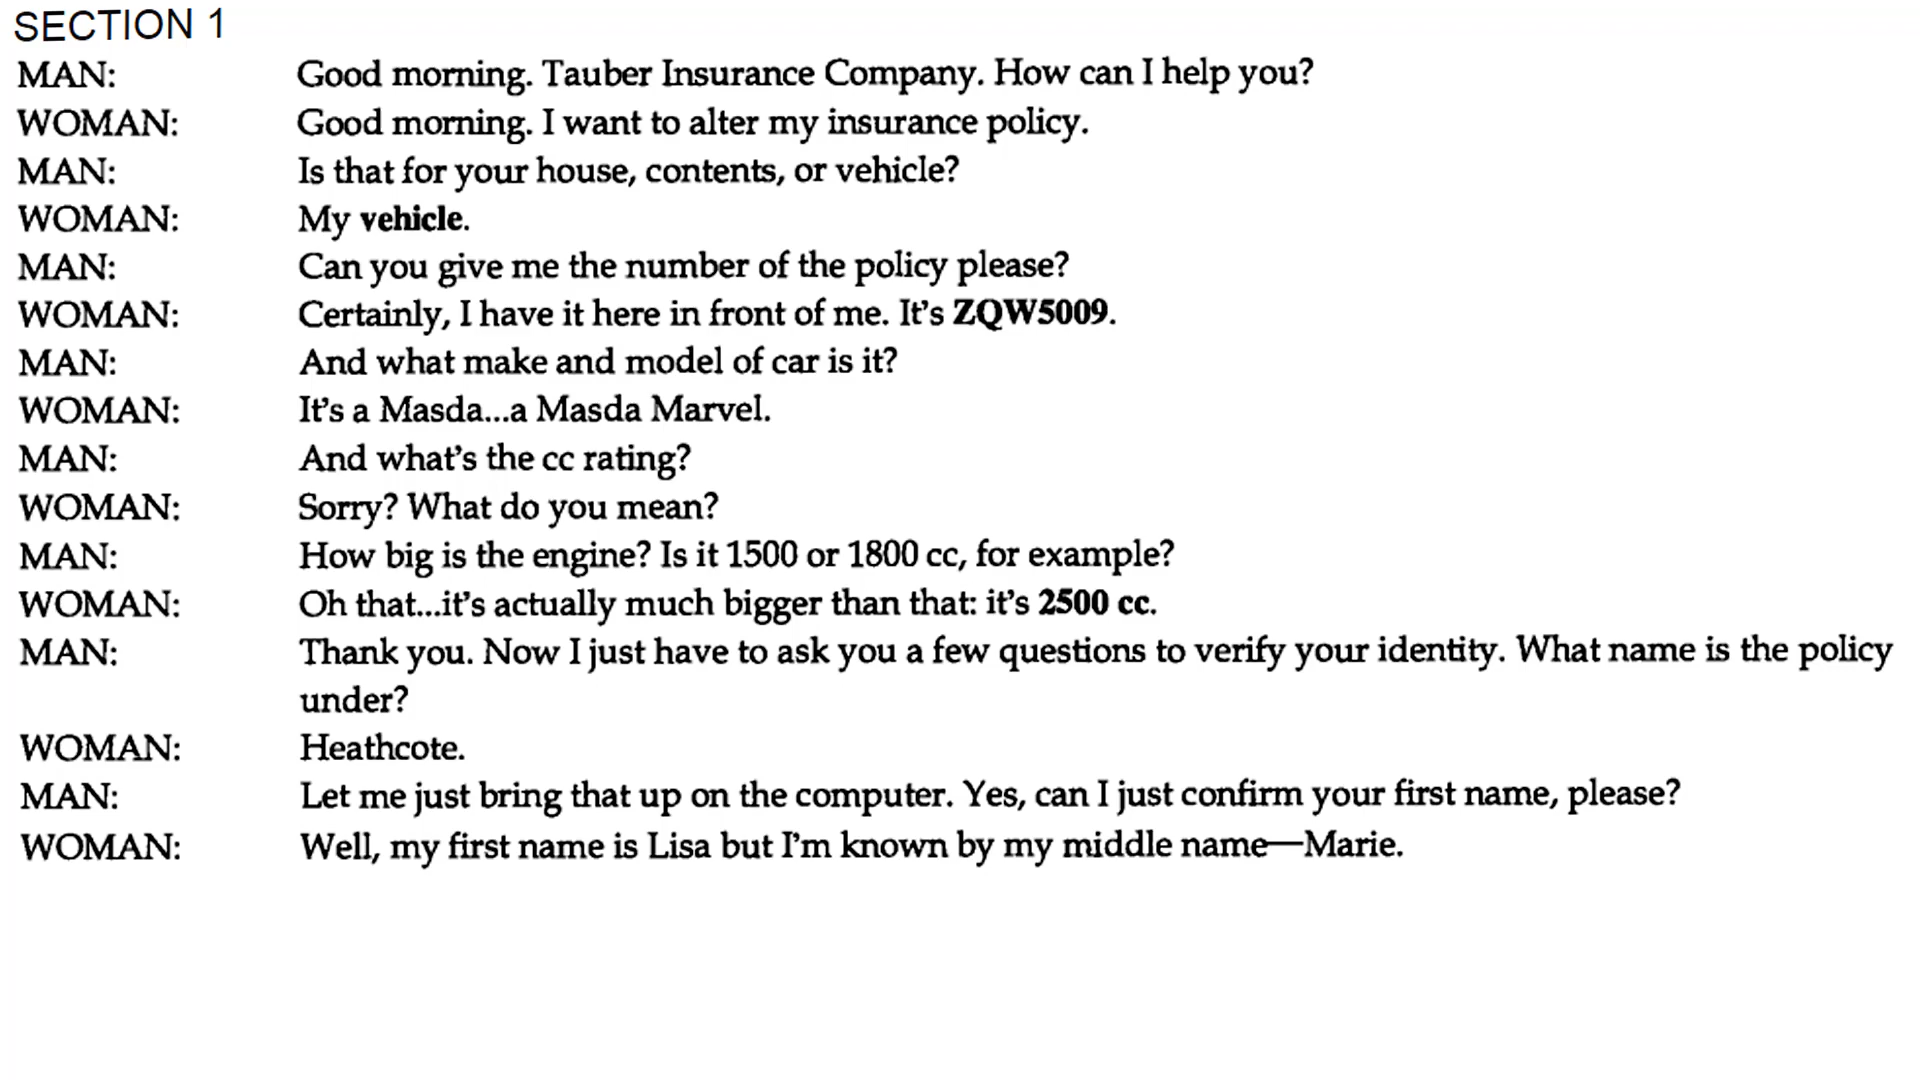 SECTION 1
MAN: Good morning. Tauber Insurance Company. How can I help you?
WOMAN: Good morning. I want to alter my insurance policy.
MAN: Is that for your house, contents, or vehicle?
WOMAN: My vehicle.
MAN: Can you give me the number of the policy please?
WOMAN: Certainly, I have it here in front of me. It's ZQW5009.
MAN: And what make and model of car is it?
WOMAN: It's a Masda...a Masda Marvel.
MAN: And what's the cc rating?
WOMAN: Sorry? What do you mean?
MAN: How big is the engine? Is it 1500 or 1800 cc, for example?
WOMAN: Oh that...it's actually much bigger than that: it's 2500 cc.
MAN: Thank you. Now I just have to ask you a few questions to verify your identity. What name is the policy
under?
WOMAN: Heathcote.
MAN: Let me just bring that up on the computer. Yes, can I just confirm your first name, please?
WOMAN: Well, my first name is Lisa but I'm known by my middle name—Marie.